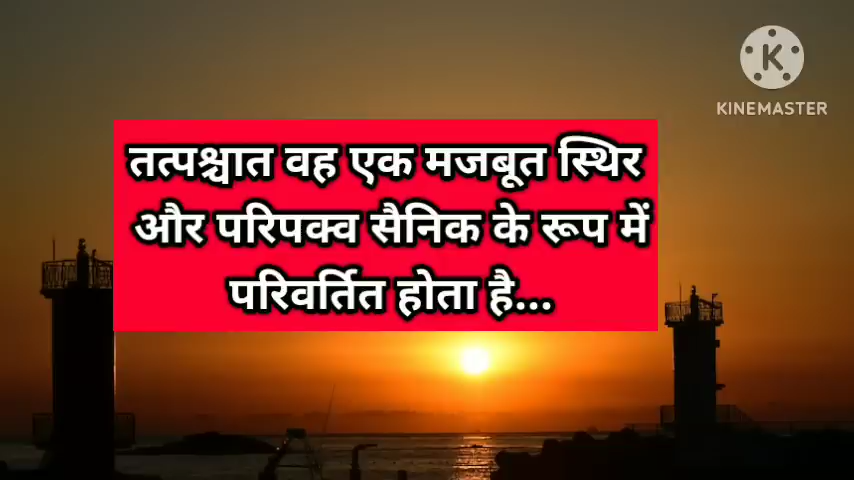 KINEMASTER
तत्पश्चात वह एक मजबूत स्थिर
और परिपक्व सैनिक के रूप में
परिवर्तित होता है...